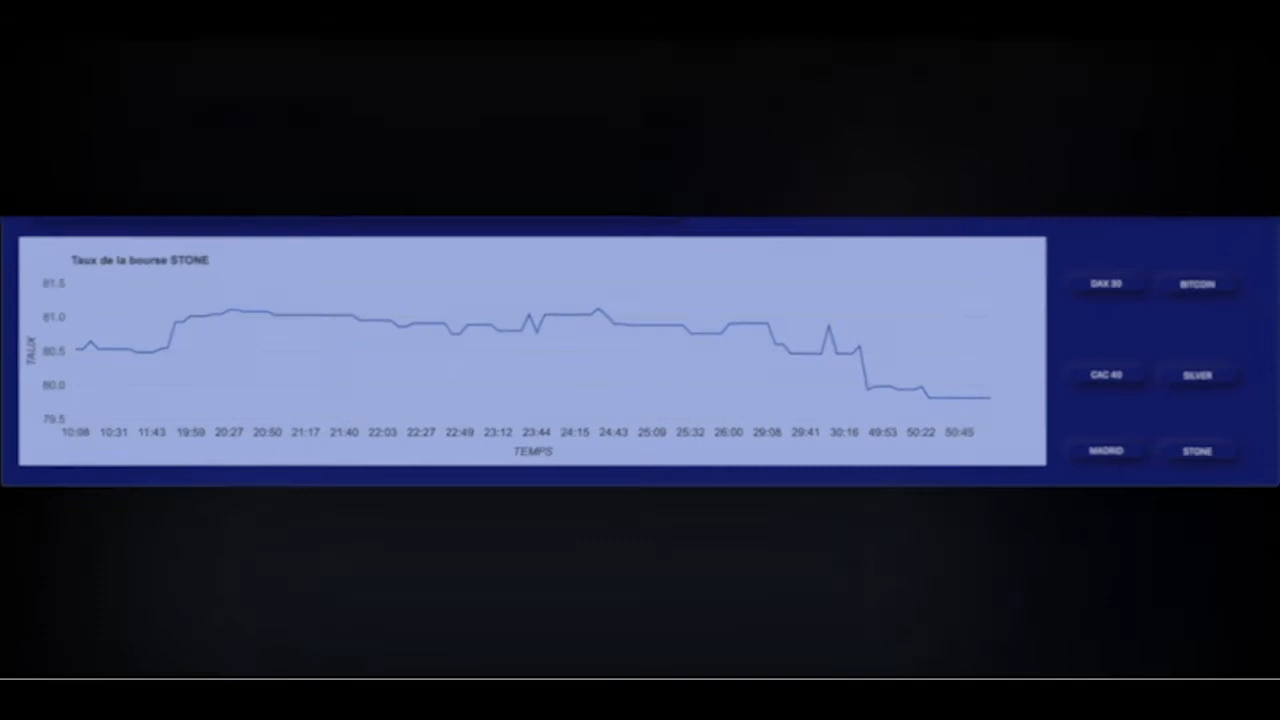 Taux de la bourse STONE
81.5
81.0
80.5
80.0
79.5
TAUX
10:08 10:31 11:43 19:59 20:27 20:50 21:17 21:40 22:03 22:27 22:49 23:12 23:44 24:15 24:43 25:09 25:32 26:00 29:08 29:41 30:16 49:53 50:22 50:45
TEMPS
DAX 30 BITCOIN
CAC 40 SILVER
MADRID STONE